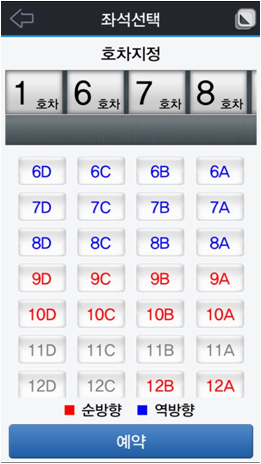 좌석선택
호차지정
1 호차 6 호차 7 호차 8 호차
6D 6C 6B 6A
7D 7C 7B 7A
8D 8C 8B 8A
9D 9C 9B 9A
10D 10C 10B 10A
11D 11C 11B 11A
12D 12C 12B 12A
순방향 역방향
예약